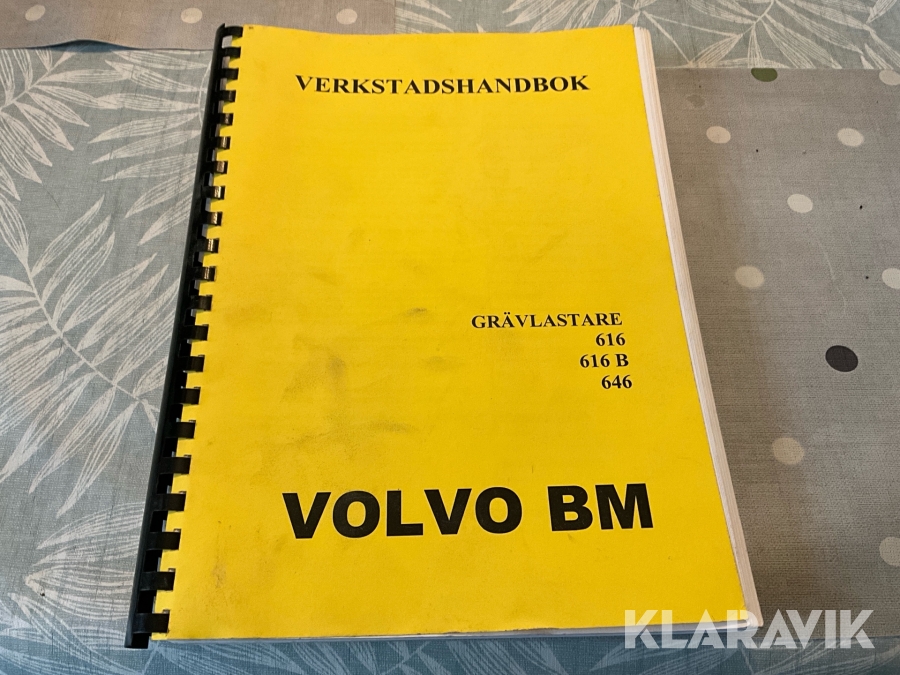 VERKSTADSHANDBOK
GRÄVLASTARE
616
616 B
646
VOLVO BM
KLARAVIK